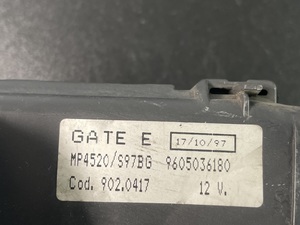 GATE E 17/10/97
MP4520/S97BG 9605036180
Cod. 902.0417 12 V.